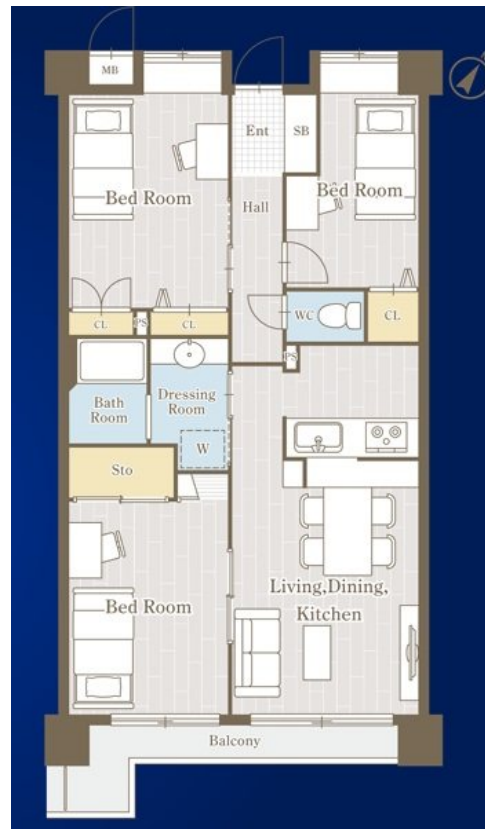 MB
Ent
SB
Bed Room
Bed Room
Hall
WC
CL
PS
CL
CL
PS
Bath
Room
Dressing
Room
W
Sto
Bed Room
Living,Dining,
Kitchen
Balcony